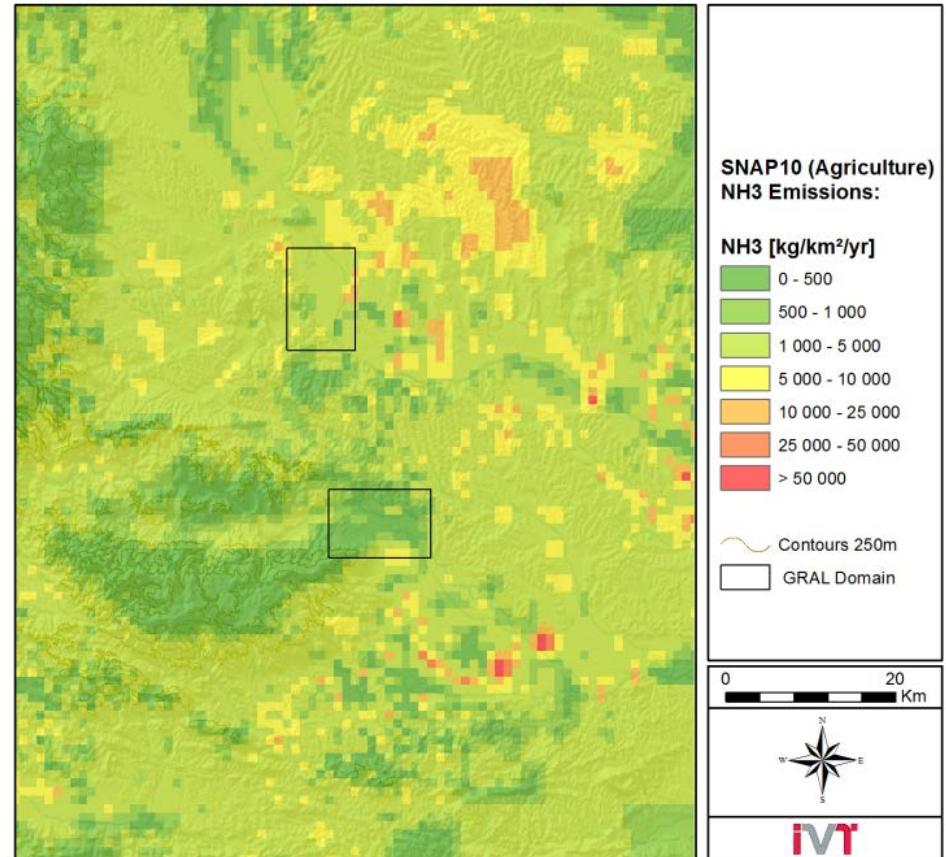 SNAP10 (Agriculture)
NH3 Emissions:
NH3 [kg/km²/yr]
0 - 500
500 - 1 000
1 000 - 5 000
5 000 - 10 000
10 000 - 25 000
25 000 - 50 000
> 50 000
Contours 250m
GRAL Domain
0 20
Km
N
W E
S
iVT